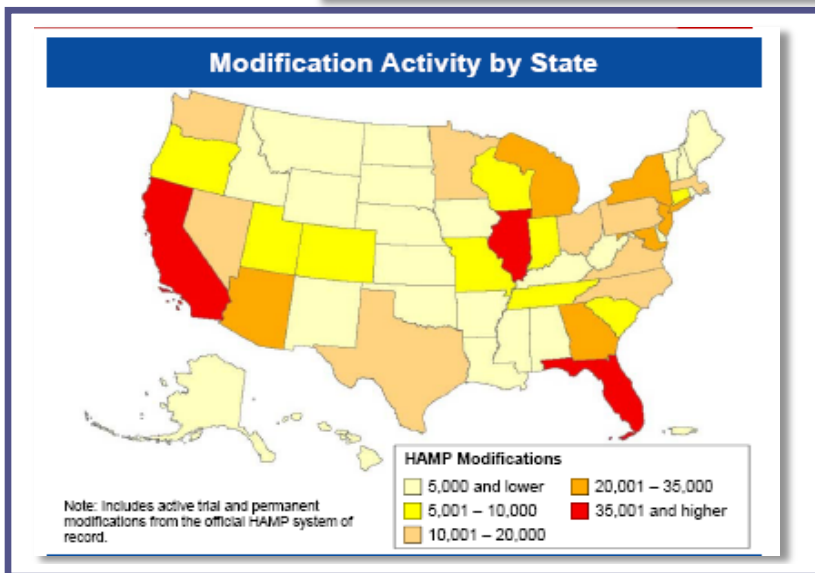 Modification Activity by State
HAMP Modifications
5,000 and lower
5,001 – 10,000
10,001 – 20,000
20,001 – 35,000
35,001 and higher
Note: Includes active trial and permanent
modifications from the official HAMP system of
record.